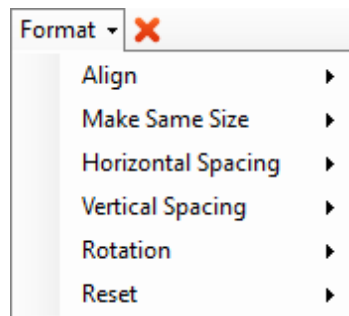 Format
Align
Make Same Size
Horizontal Spacing
Vertical Spacing
Rotation
Reset